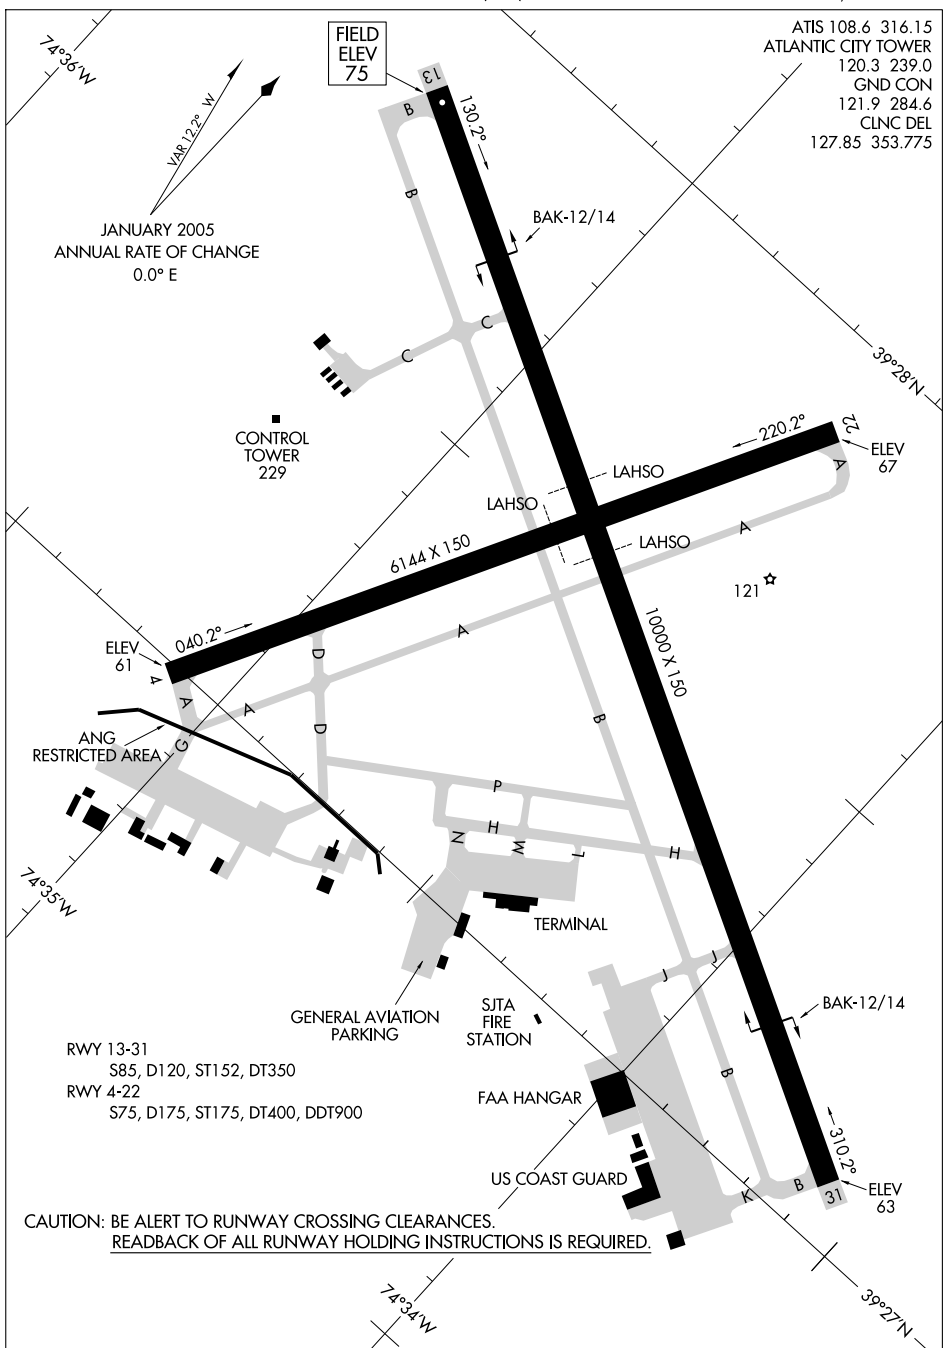 ATIS 108.6 316.15
ATLANTIC CITY TOWER
120.3 239.0
GND CON
121.9 284.6
CLNC DEL
127.85 353.775
FIELD
ELEV
75
74°36'W
VAR 12.2° W
JANUARY 2005
ANNUAL RATE OF CHANGE
0.0° E
13
130.2°
B
B
BAK-12/14
C
C
39°28'N
CONTROL
TOWER
229
22
220.2°
ELEV
67
A
LAHSO
LAHSO
LAHSO
A
6144 X 150
121
10000 X 150
040.2°
ELEV
61
4
A
D
A
A
D
B
G
ANG
RESTRICTED AREA
P
H
N
M
L
H
74°35'W
TERMINAL
J
J
GENERAL AVIATION
PARKING
SJTA
FIRE
STATION
BAK-12/14
RWY 13-31
S85, D120, ST152, DT350
RWY 4-22
S75, D175, ST175, DT400, DDT900
B
FAA HANGAR
310.2°
US COAST GUARD
K
B
31
ELEV
63
CAUTION: BE ALERT TO RUNWAY CROSSING CLEARANCES.
READBACK OF ALL RUNWAY HOLDING INSTRUCTIONS IS REQUIRED.
74°34'W
39°27'N